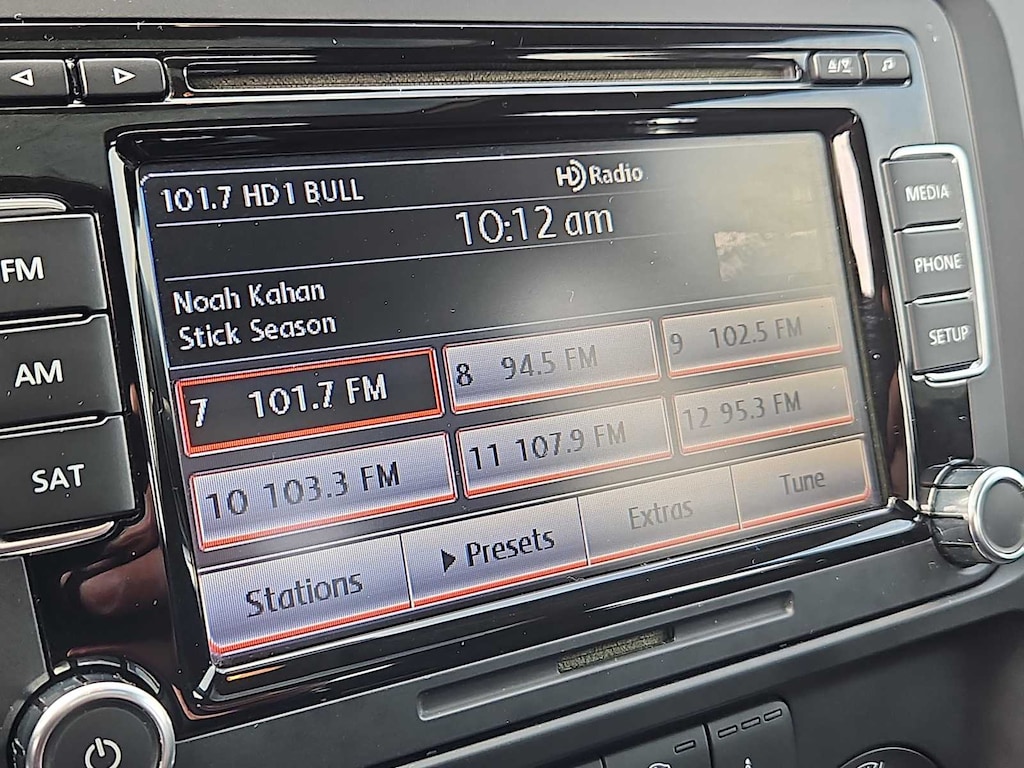 101.7 HD1 BULL
HD Radio
10:12 am
Noah Kahan
Stick Season
7 101.7 FM
8 94.5 FM
9 102.5 FM
10 103.3 FM
11 107.9 FM
12 95.3 FM
Stations
Presets
Extras
Tune
FM
AM
SAT
MEDIA
PHONE
SETUP